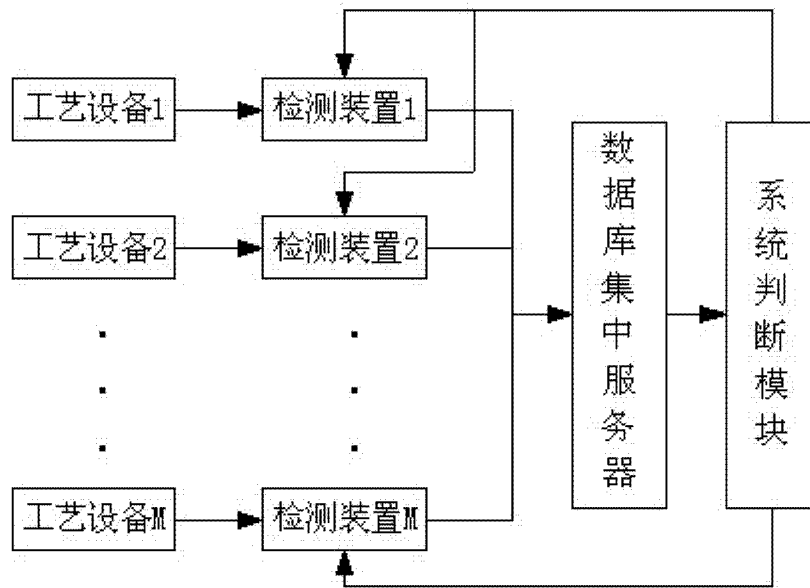 工艺设备1
检测装置1
工艺设备2
检测装置2
工艺设备M
检测装置M
数据库集中服务器
系统判断模块